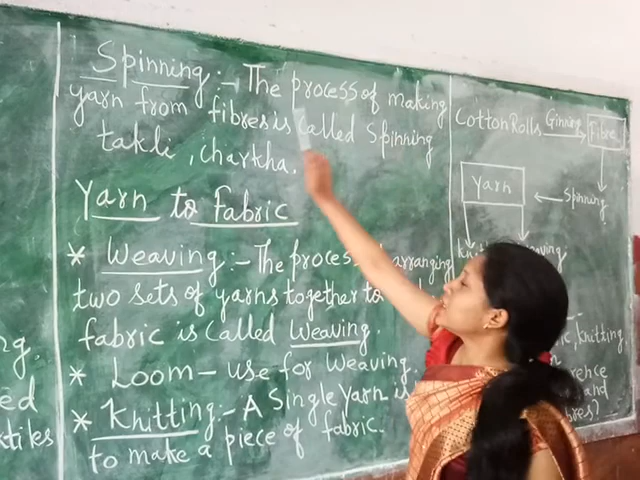 Spinning:- The process of making
yarn from fibres is called Spinning
takli, charkha.
Yarn to fabric
* Weaving:- The process arranging
two sets of yarns together to
fabric is called Weaving.
* Loom - use for Weaving.
* Knitting:- A Single Yarn is
to make a piece of fabric.
Cotton Rolls Ginning Fibre
Yarn Spinning
knitting.
and